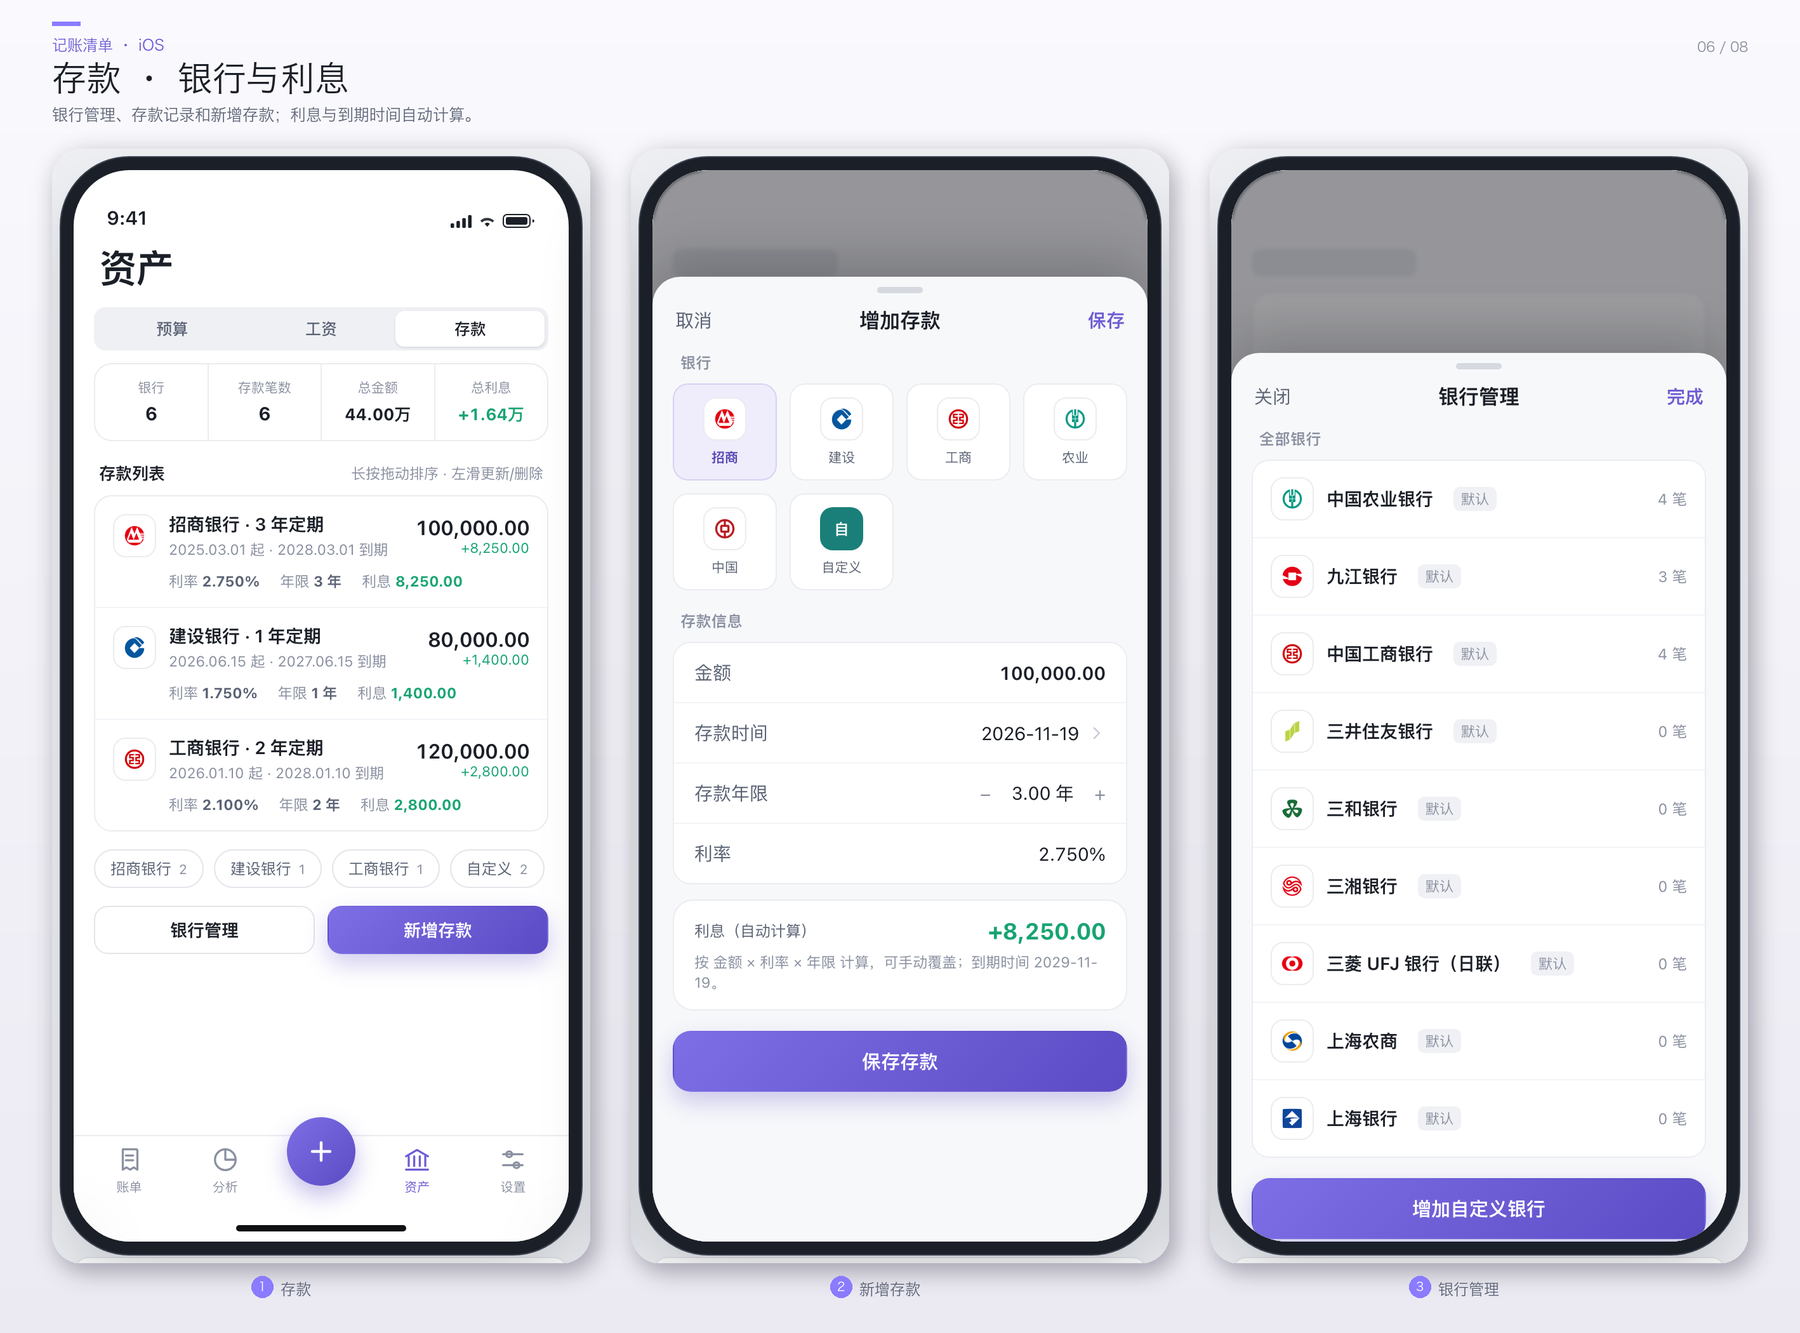 记账清单 · iOS
06 / 08
存款 · 银行与利息
银行管理、存款记录和新增存款；利息与到期时间自动计算。
9:41
资产
预算 工资 存款
银行 存款笔数 总金额 总利息
6 6 44.00万 +1.64万
存款列表 长按拖动排序 · 左滑更新/删除
招商银行 · 3 年定期 100,000.00
2025.03.01 起 · 2028.03.01 到期 +8,250.00
利率 2.750% 年限 3 年 利息 8,250.00
建设银行 · 1 年定期 80,000.00
2026.06.15 起 · 2027.06.15 到期 +1,400.00
利率 1.750% 年限 1 年 利息 1,400.00
工商银行 · 2 年定期 120,000.00
2026.01.10 起 · 2028.01.10 到期 +2,800.00
利率 2.100% 年限 2 年 利息 2,800.00
招商银行 2 建设银行 1 工商银行 1 自定义 2
银行管理 新增存款
账单 分析 + 资产 设置
1 存款
取消 增加存款 保存
银行
招商 建设 工商 农业
自
中国 自定义
存款信息
金额 100,000.00
存款时间 2026-11-19
存款年限 − 3.00 年 +
利率 2.750%
利息（自动计算） +8,250.00
按 金额 × 利率 × 年限 计算，可手动覆盖；到期时间 2029-11-
19。
保存存款
2 新增存款
关闭 银行管理 完成
全部银行
中国农业银行 默认 4 笔
九江银行 默认 3 笔
中国工商银行 默认 4 笔
三井住友银行 默认 0 笔
三和银行 默认 0 笔
三湘银行 默认 0 笔
三菱 UFJ 银行（日联） 默认 0 笔
上海农商 默认 0 笔
上海银行 默认 0 笔
增加自定义银行
3 银行管理